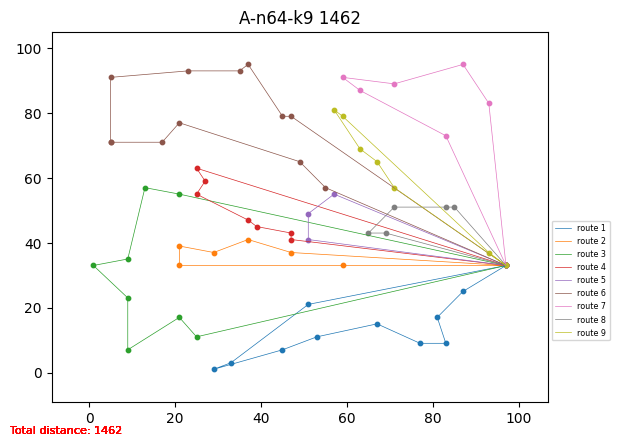 A-n64-k9 1462
100
80
60
40
20
0
0 20 40 60 80 100
route 1
route 2
route 3
route 4
route 5
route 6
route 7
route 8
route 9
Total distance: 1462